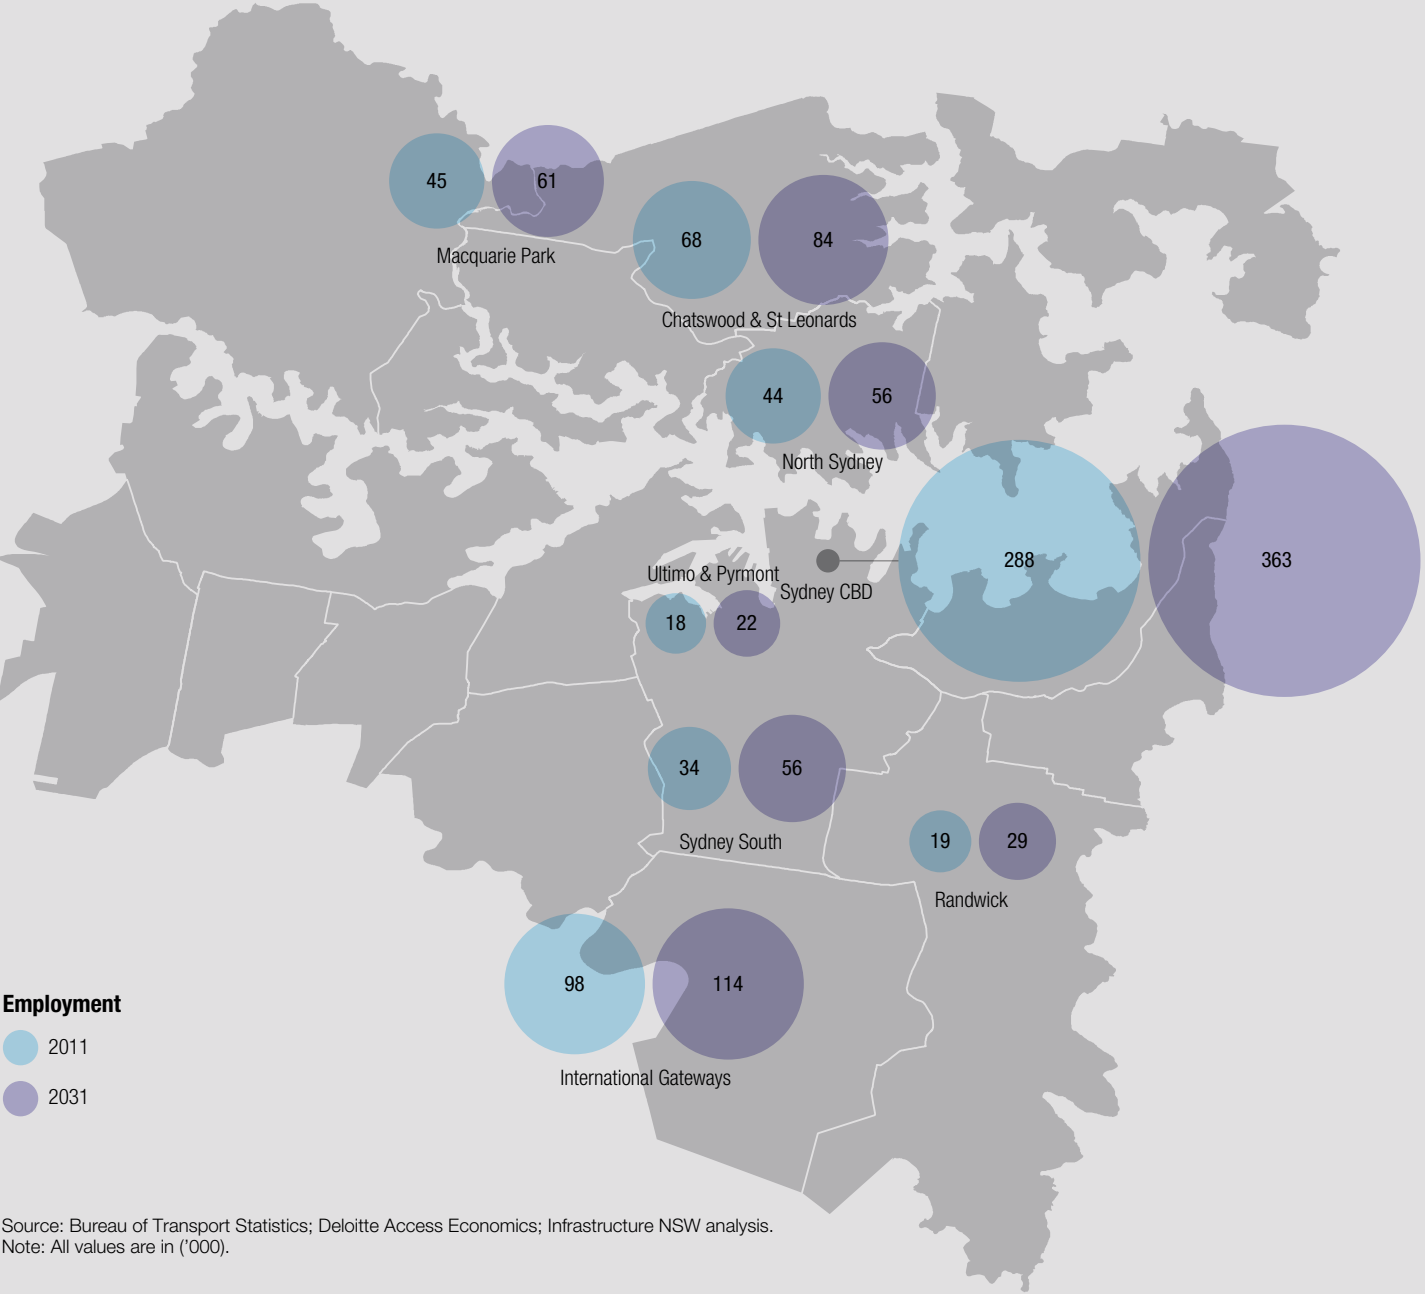 45
61
Macquarie Park
68
84
Chatswood & St Leonards
44
56
North Sydney
288
363
Sydney CBD
Ultimo & Pyrmont
18
22
34
56
Sydney South
19
29
Randwick
98
114
International Gateways
Employment
2011
2031
Source: Bureau of Transport Statistics; Deloitte Access Economics; Infrastructure NSW analysis.
Note: All values are in (’000).